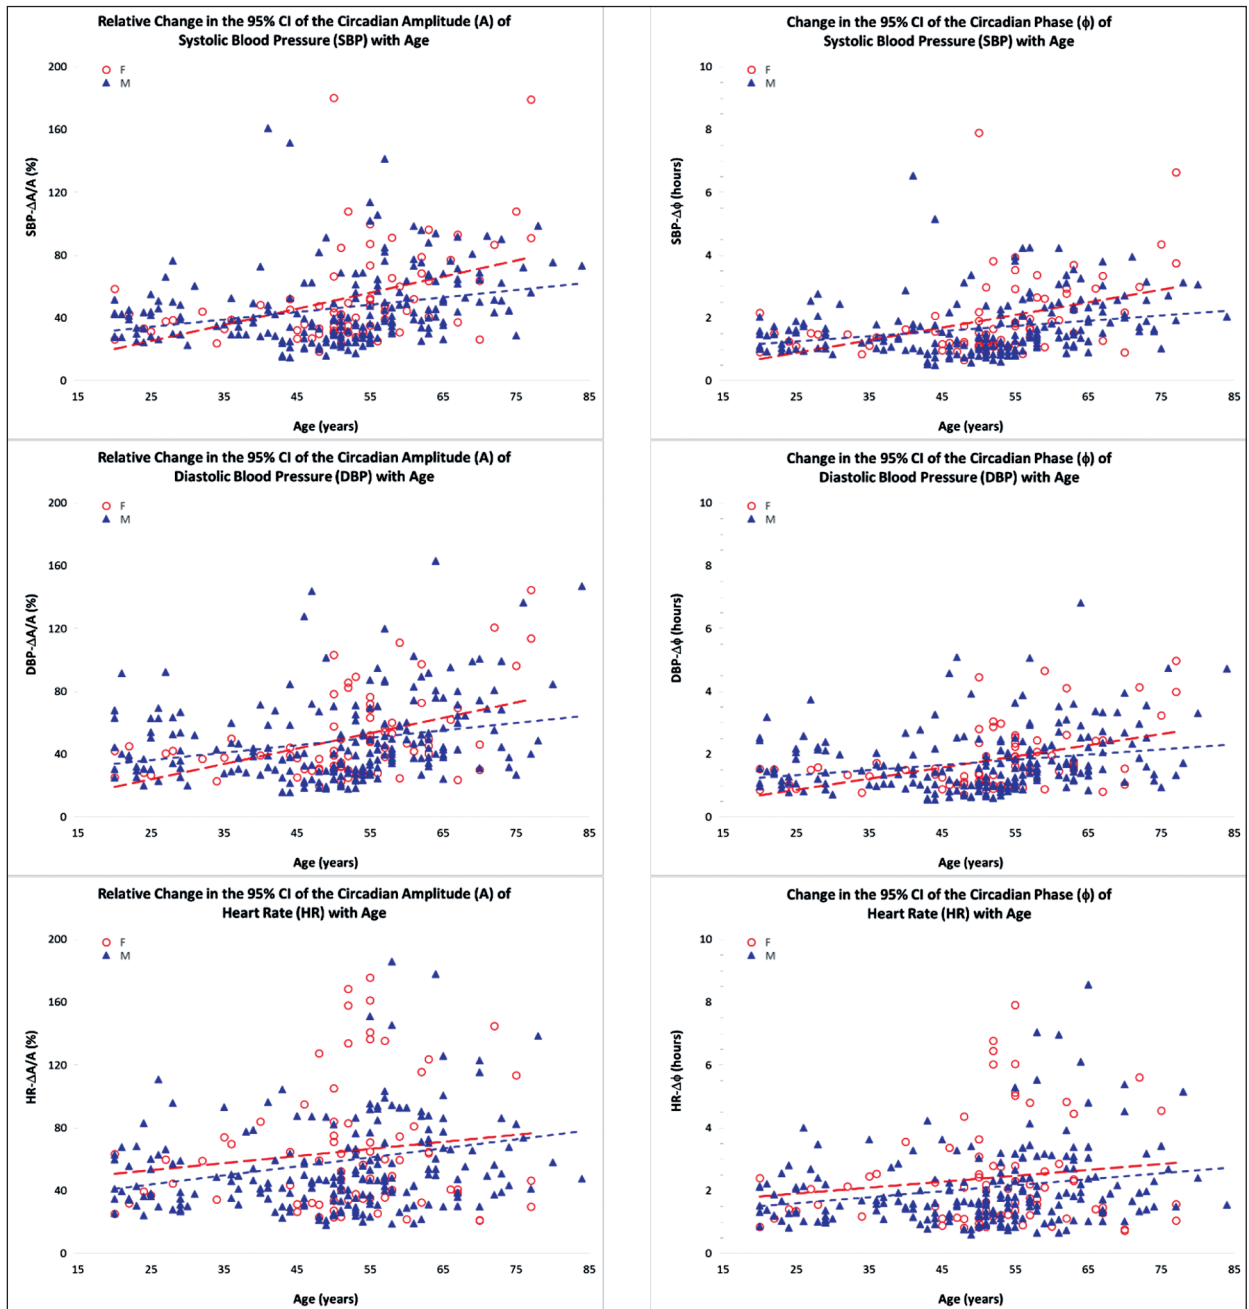 Relative Change in the 95% CI of the Circadian Amplitude (A) of
Systolic Blood Pressure (SBP) with Age
200
160
120
80
40
0
F
M
SBP-ΔA/A (%)
15 25 35 45 55 65 75 85
Age (years)
Change in the 95% CI of the Circadian Phase (ϕ) of
Systolic Blood Pressure (SBP) with Age
10
8
6
4
2
0
F
M
SBP-Δϕ (hours)
15 25 35 45 55 65 75 85
Age (years)
Relative Change in the 95% CI of the Circadian Amplitude (A) of
Diastolic Blood Pressure (DBP) with Age
200
160
120
80
40
0
F
M
DBP-ΔA/A (%)
15 25 35 45 55 65 75 85
Age (years)
Change in the 95% CI of the Circadian Phase (ϕ) of
Diastolic Blood Pressure (DBP) with Age
10
8
6
4
2
0
F
M
DBP-Δϕ (hours)
15 25 35 45 55 65 75 85
Age (years)
Relative Change in the 95% CI of the Circadian Amplitude (A) of
Heart Rate (HR) with Age
200
160
120
80
40
0
F
M
HR-ΔA/A (%)
15 25 35 45 55 65 75 85
Age (years)
Change in the 95% CI of the Circadian Phase (ϕ) of
Heart Rate (HR) with Age
10
8
6
4
2
0
F
M
HR-Δϕ (hours)
15 25 35 45 55 65 75 85
Age (years)